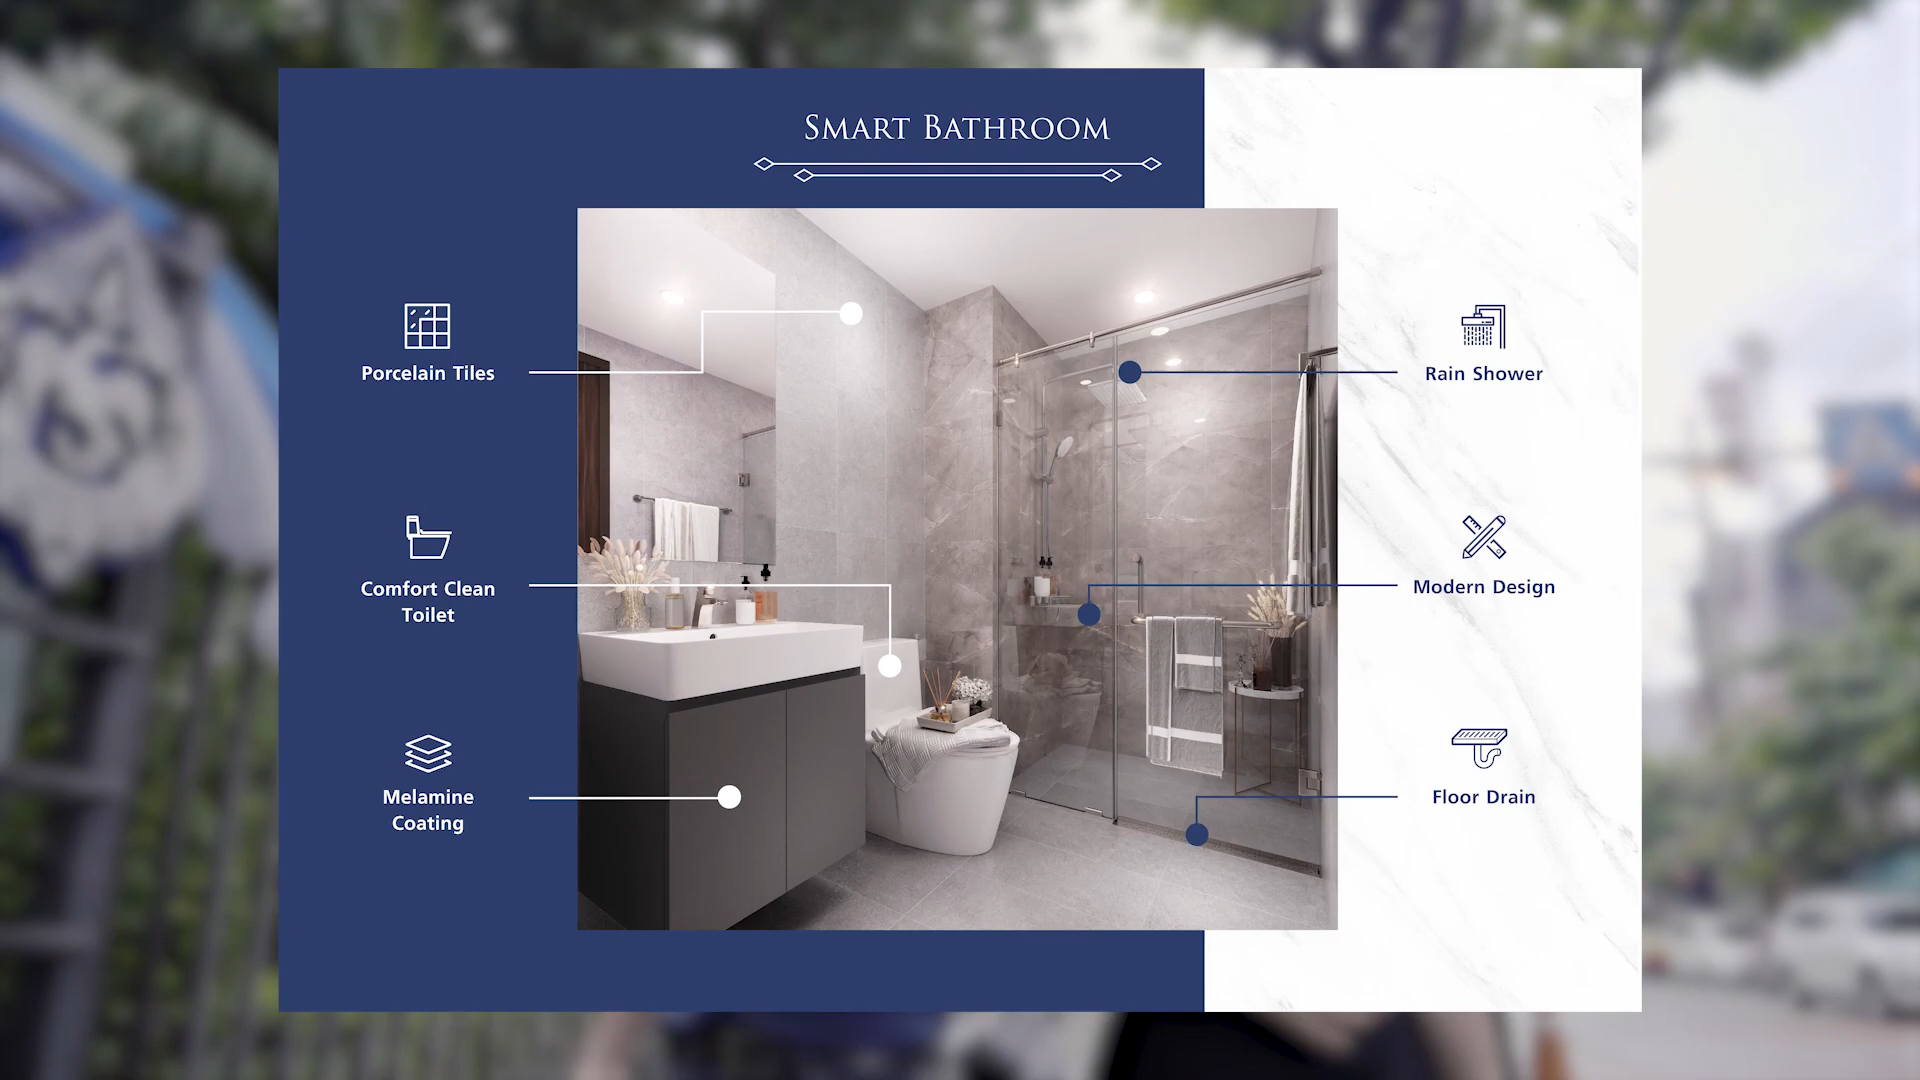 Smart Bathroom
Porcelain Tiles
Comfort Clean
Toilet
Melamine
Coating
Rain Shower
Modern Design
Floor Drain